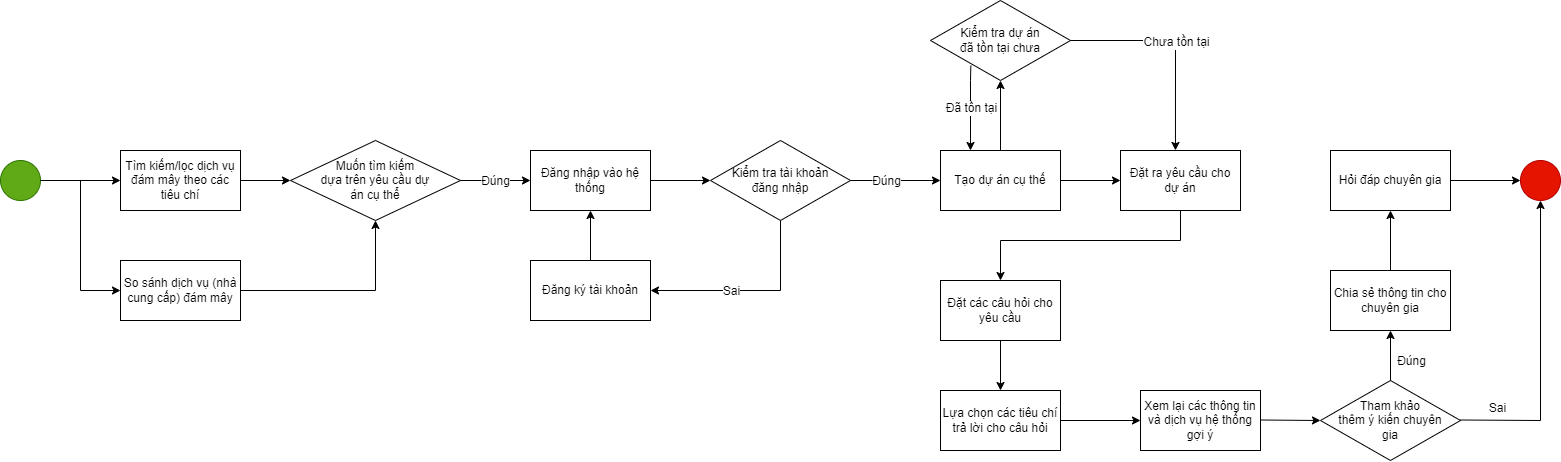 Kiểm tra dự án
đã tồn tại chưa
Chưa tồn tại
Đã tồn tại
Tìm kiếm/lọc dịch vụ
đám mây theo các
tiêu chí
Muốn tìm kiếm
dựa trên yêu cầu dự
án cụ thể
Đúng
Đăng nhập vào hệ
thống
Kiểm tra tài khoản
đăng nhập
Đúng
Tạo dự án cụ thể
Đặt ra yêu cầu cho
dự án
Hỏi đáp chuyên gia
So sánh dịch vụ (nhà
cung cấp) đám mây
Đăng ký tài khoản
Sai
Đặt các câu hỏi cho
yêu cầu
Chia sẻ thông tin cho
chuyên gia
Đúng
Lựa chọn các tiêu chí
trả lời cho câu hỏi
Xem lại các thông tin
và dịch vụ hệ thống
gợi ý
Tham khảo
thêm ý kiến chuyên
gia
Sai